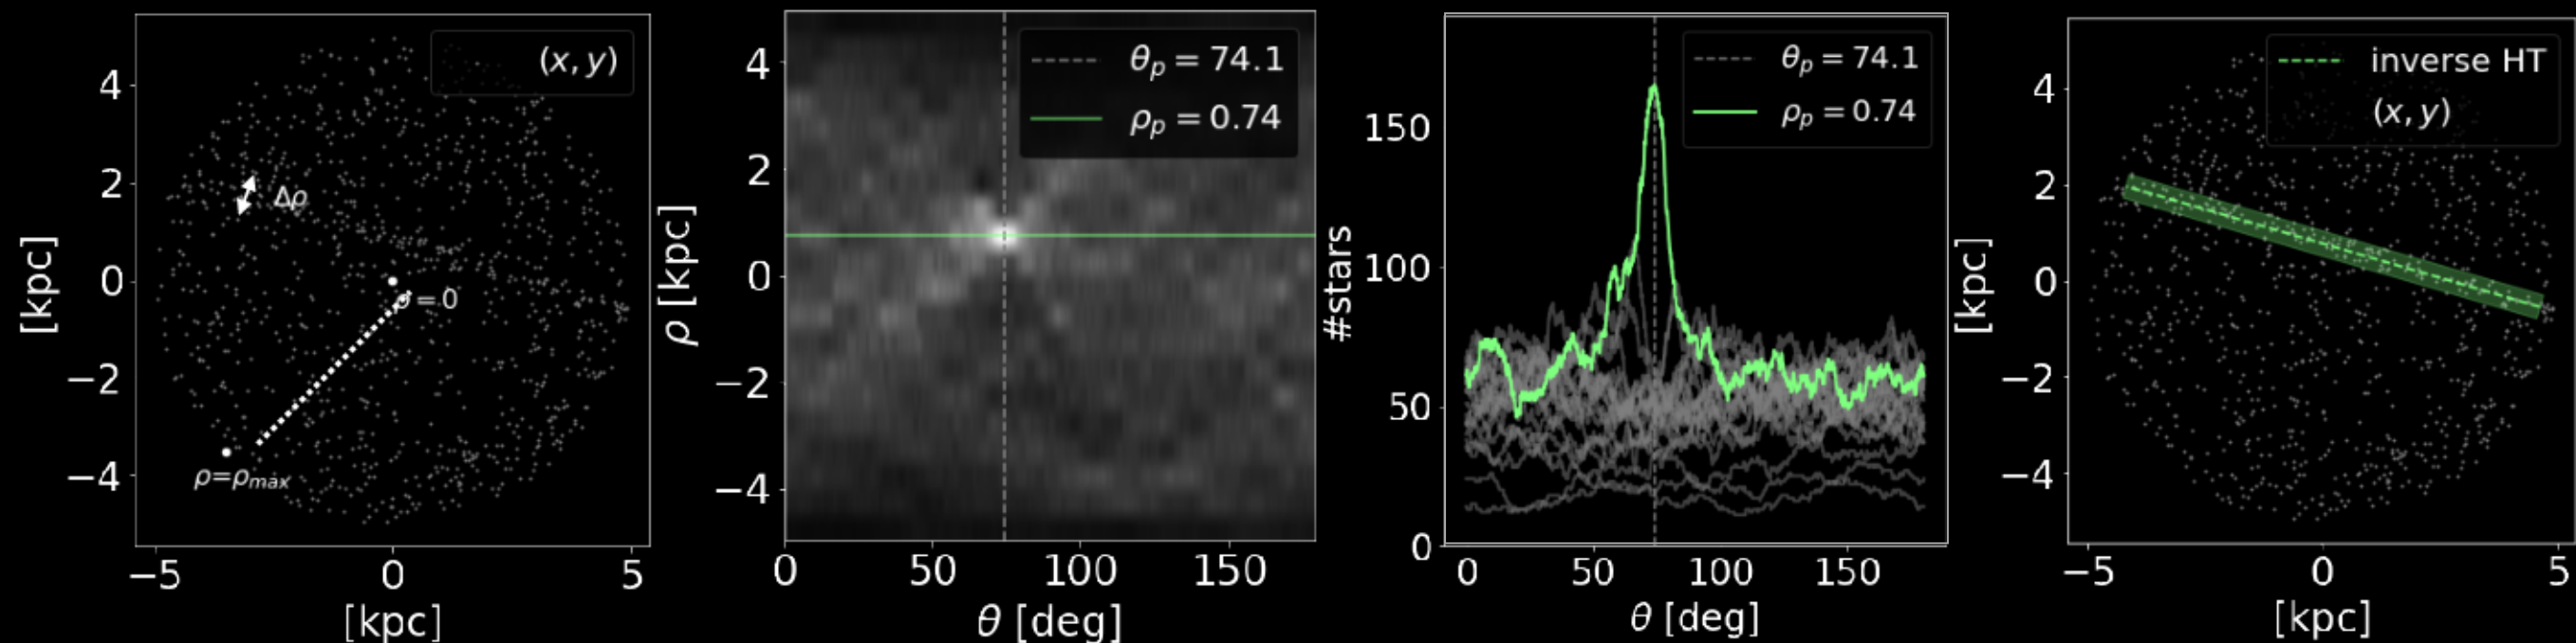 (x, y)
4
2
0
−2
−4
[kpc]
Δρ
ρ = 0
ρ=ρmax
−5
0
5
[kpc]
θp = 74.1
ρp = 0.74
4
2
0
−2
−4
ρ [kpc]
0
50
100
150
θ [deg]
θp = 74.1
ρp = 0.74
150
100
50
0
#stars
0
50
100
150
θ [deg]
inverse HT
(x, y)
4
2
0
−2
−4
[kpc]
−5
0
5
[kpc]